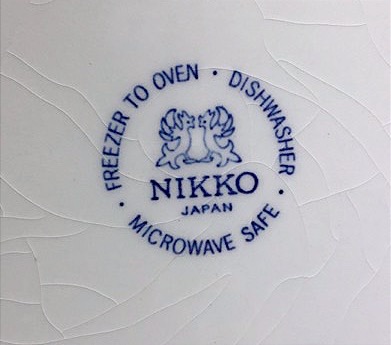 FREEZER TO OVEN · DISHWASHER ·
MICROWAVE SAFE ·
NIKKO
JAPAN